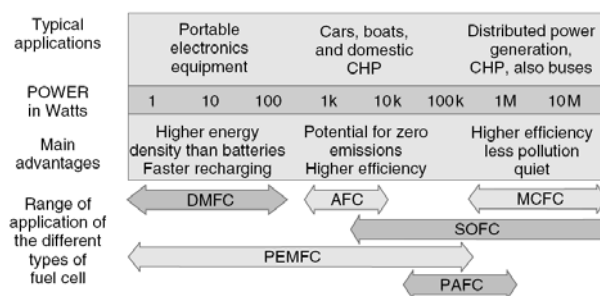 Typical
applications
Portable
electronics
equipment
Cars, boats,
and domestic
CHP
Distributed power
generation,
CHP, also buses
POWER
in Watts
1 10 100 1k 10k 100k 1M 10M
Main
advantages
Higher energy
density than batteries
Faster recharging
Potential for zero
emissions
Higher efficiency
Higher efficiency
less pollution
quiet
Range of
application of
the different
types of
fuel cell
DMFC AFC MCFC
SOFC
PEMFC
PAFC